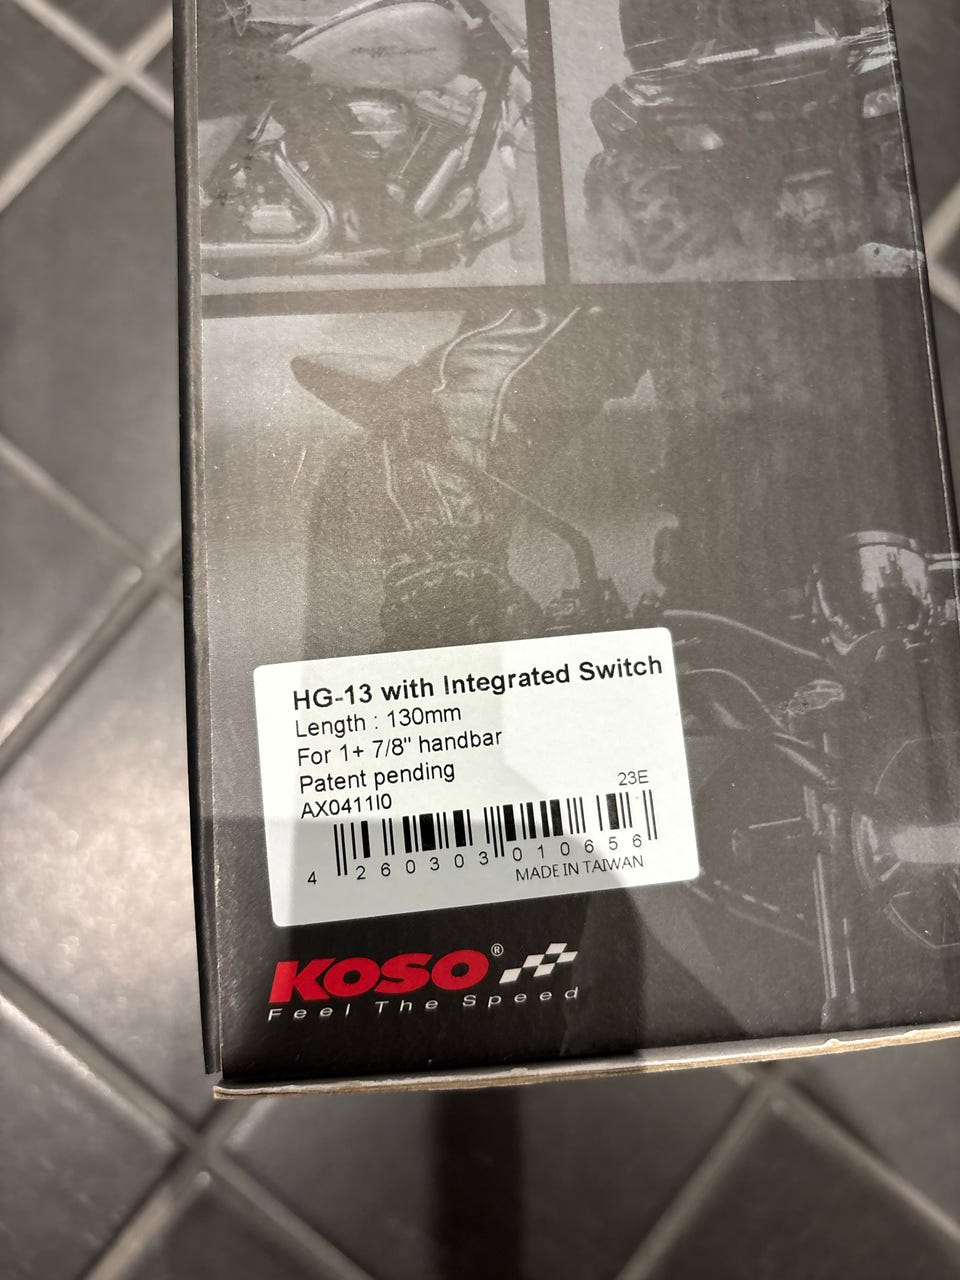 HG-13 with Integrated Switch
Length : 130mm
For 1+ 7/8" handbar
Patent pending
23E
AX0411I0
4 260303 010656
MADE IN TAIWAN
KOSO®
Feel The Speed